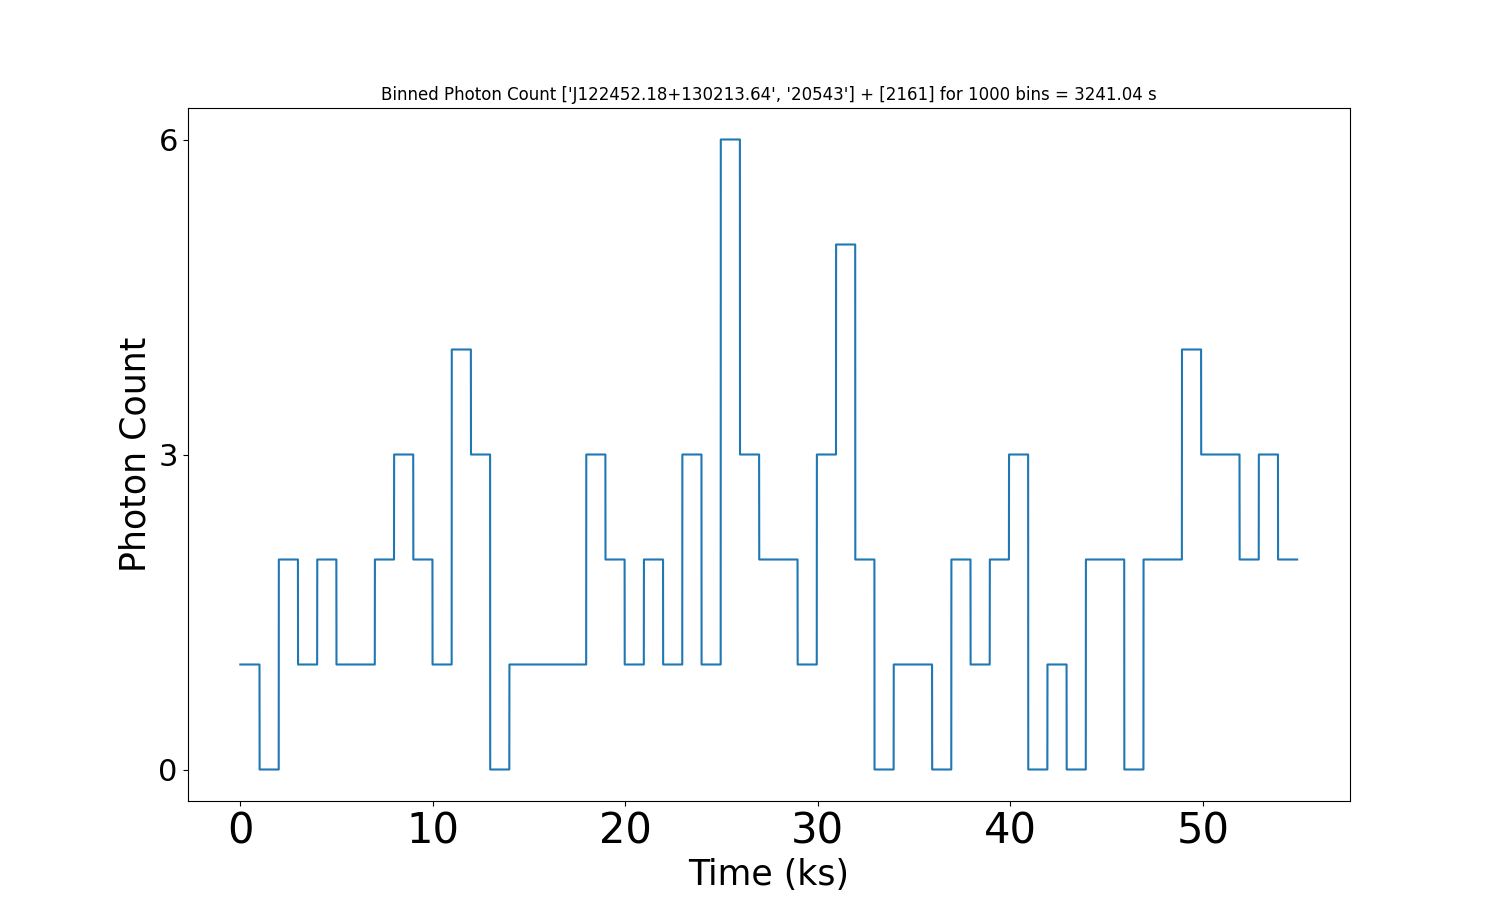 Binned Photon Count ['J122452.18+130213.64', '20543'] + [2161] for 1000 bins = 3241.04 s
6
3
0
Photon Count
0 10 20 30 40 50
Time (ks)